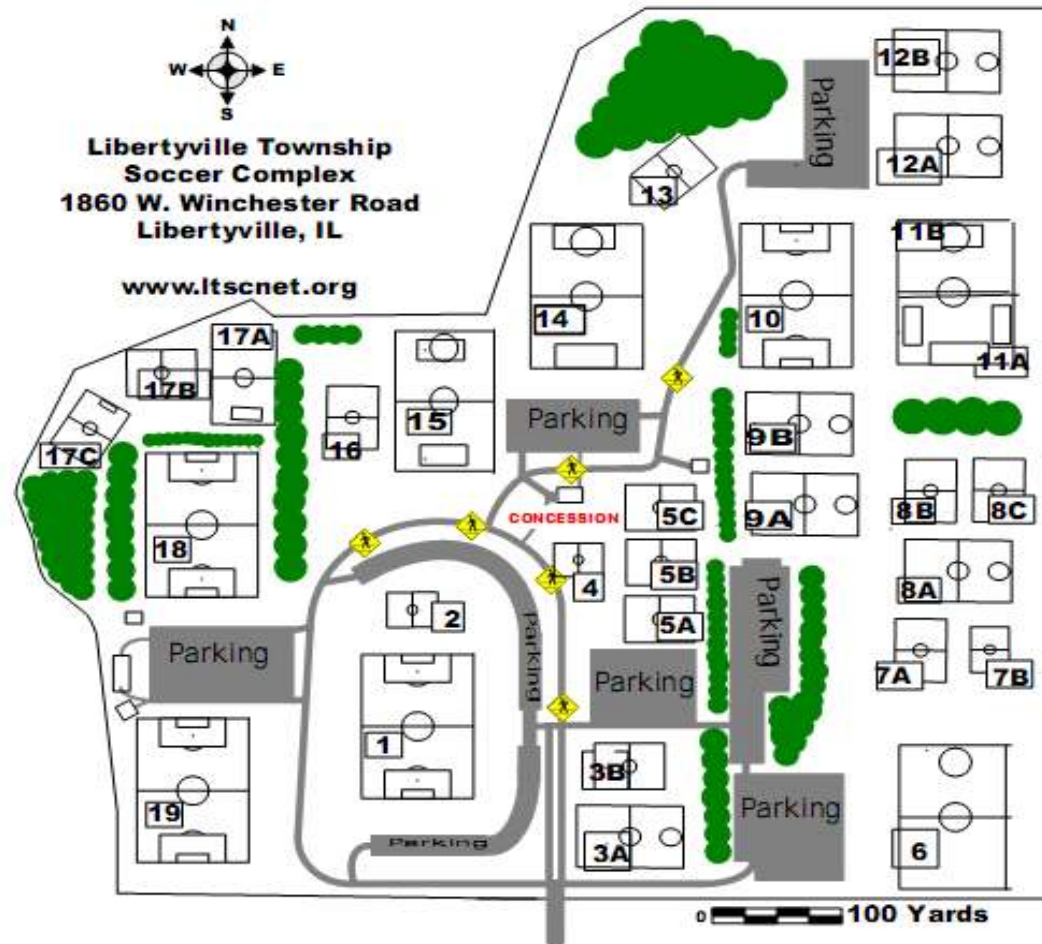 N
W E
S
Libertyville Township
Soccer Complex
1860 W. Winchester Road
Libertyville, IL
www.ltscnet.org
12B
Parking
12A
13
11B
14
10
17A
11A
17B
15
Parking
9B
16
17C
5C
9A
8B
8C
CONCESSION
18
5B
4
8A
Parking
2
5A
Parking
Parking
Parking
7A
7B
1
3B
19
Parking
Parking
3A
6
0 100 Yards